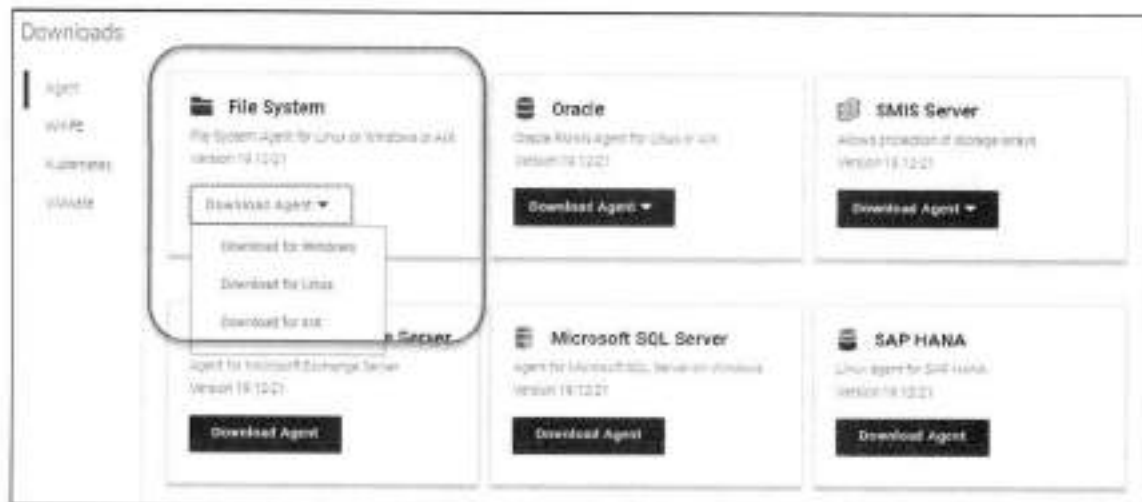 Downloads
Agent
WinPE
Kubernetes
VMware
File System
File System Agent for Linux or Windows or AIX
Version 19.12-21
Download Agent
Download for Windows
Download for Linux
Download for AIX
Oracle
Oracle RMAN Agent for Linux or AIX
Version 19.12-21
Download Agent
SMIS Server
Allows protection of storage arrays
Version 19.12-21
Download Agent
e Server
Agent for Microsoft Exchange Server
Version 19.12-21
Download Agent
Microsoft SQL Server
Agent for Microsoft SQL Server on Windows
Version 19.12-21
Download Agent
SAP HANA
Linux Agent for SAP HANA
Version 19.12-21
Download Agent